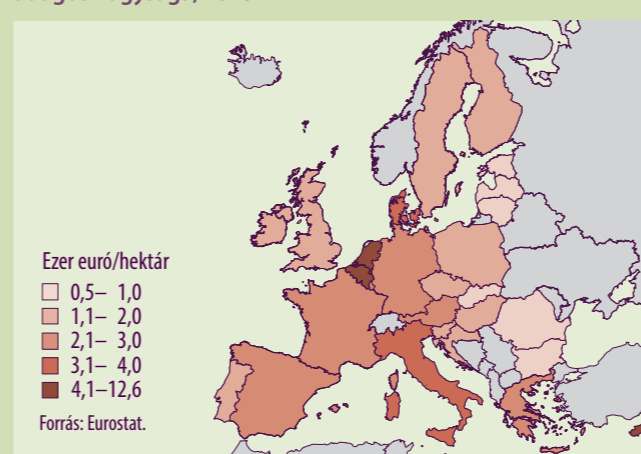 Ezer euró/hektár
0,5– 1,0
1,1– 2,0
2,1– 3,0
3,1– 4,0
4,1–12,6
Forrás: Eurostat.